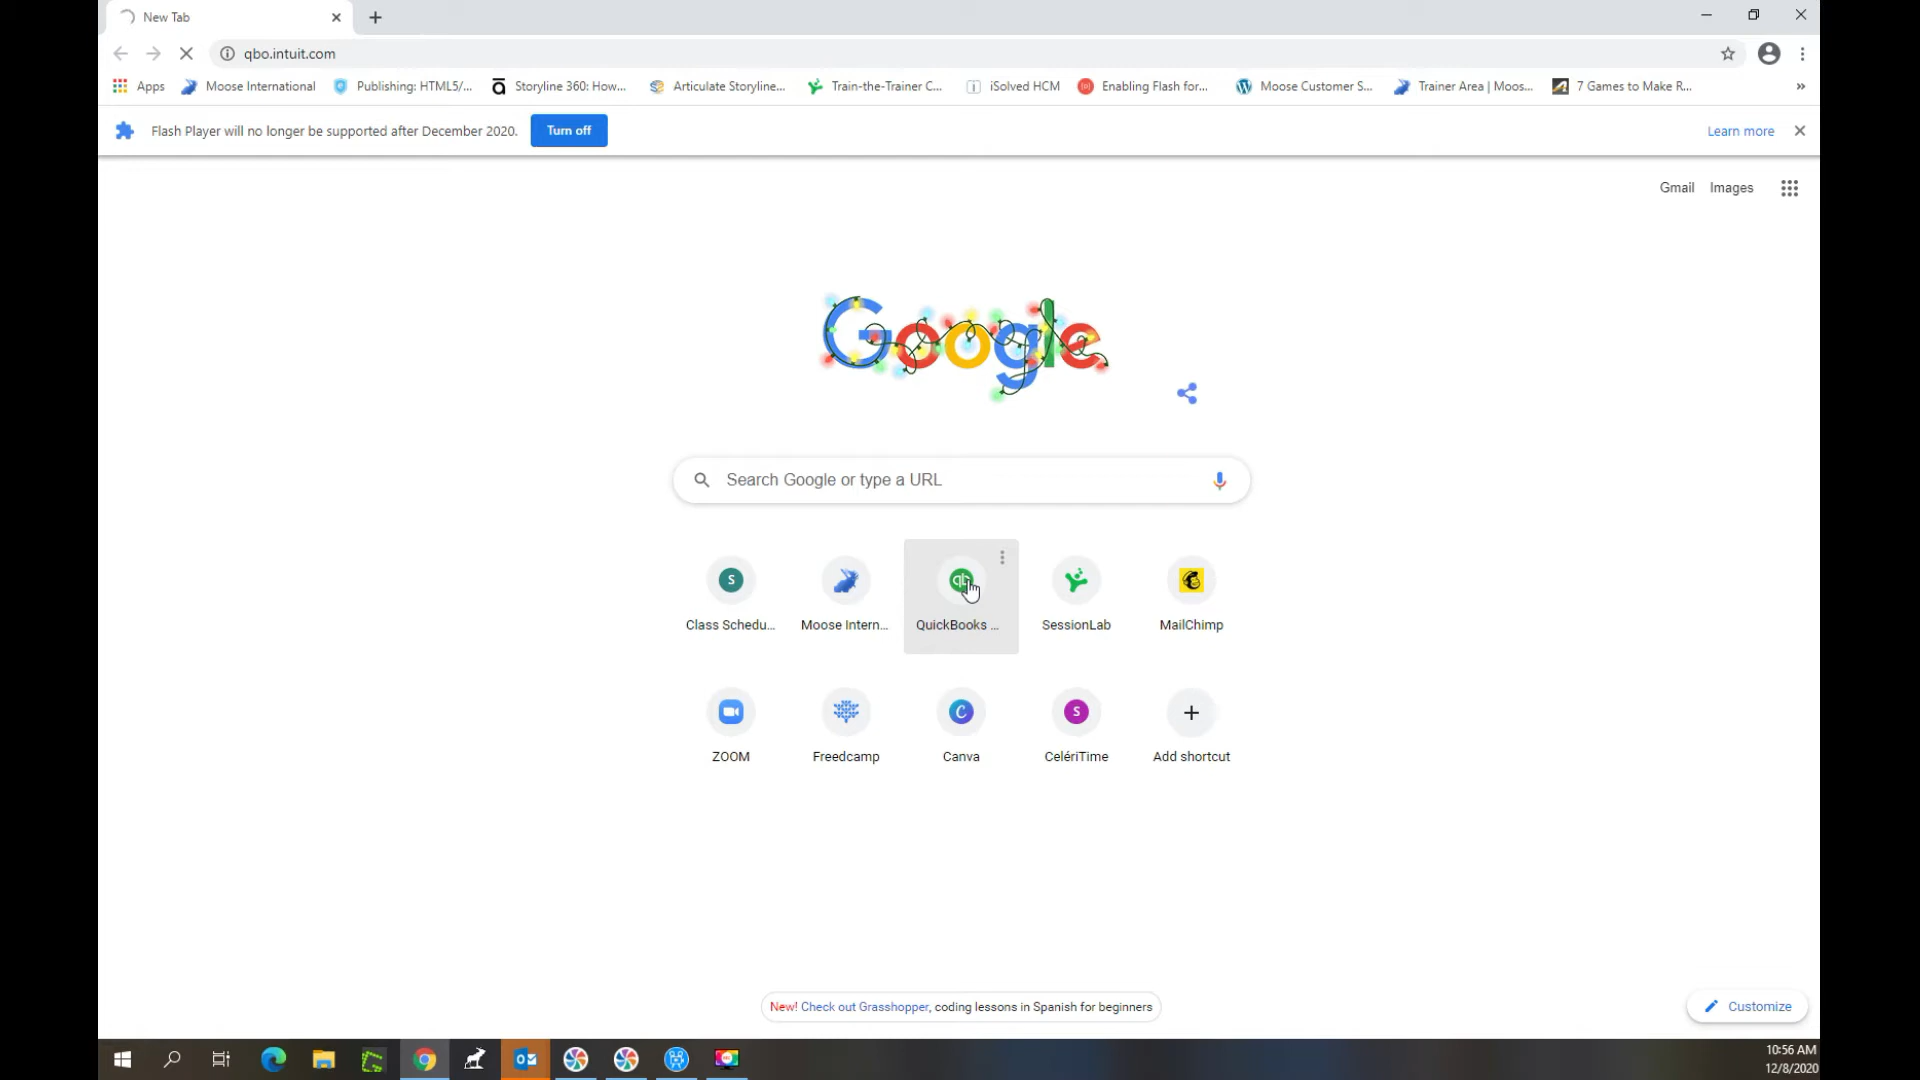 New Tab
qbo.intuit.com
Apps Moose International Publishing: HTML5/... Storyline 360: How... Articulate Storyline... Train-the-Trainer C... iSolved HCM Enabling Flash for... Moose Customer S... Trainer Area | Moos... 7 Games to Make R... »
Flash Player will no longer be supported after December 2020. Turn off Learn more
Gmail Images
Google
Search Google or type a URL
S qb
Class Schedu... Moose Intern... QuickBooks ... SessionLab MailChimp
C S
ZOOM Freedcamp Canva CelériTime Add shortcut
New! Check out Grasshopper, coding lessons in Spanish for beginners
Customize
10:56 AM
12/8/2020